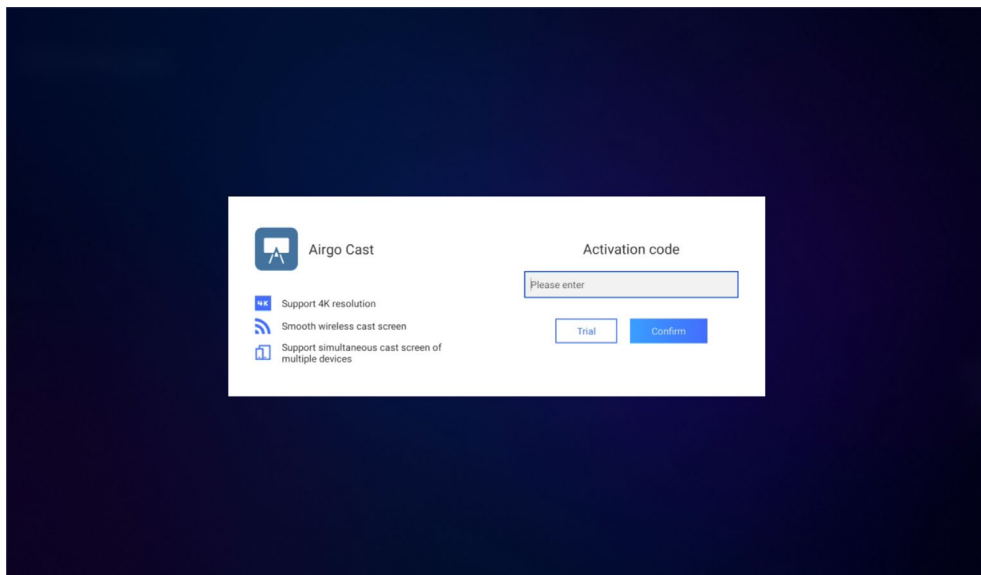 Airgo Cast
4K
Support 4K resolution
Smooth wireless cast screen
Support simultaneous cast screen of
multiple devices
Activation code
Please enter
Trial
Confirm